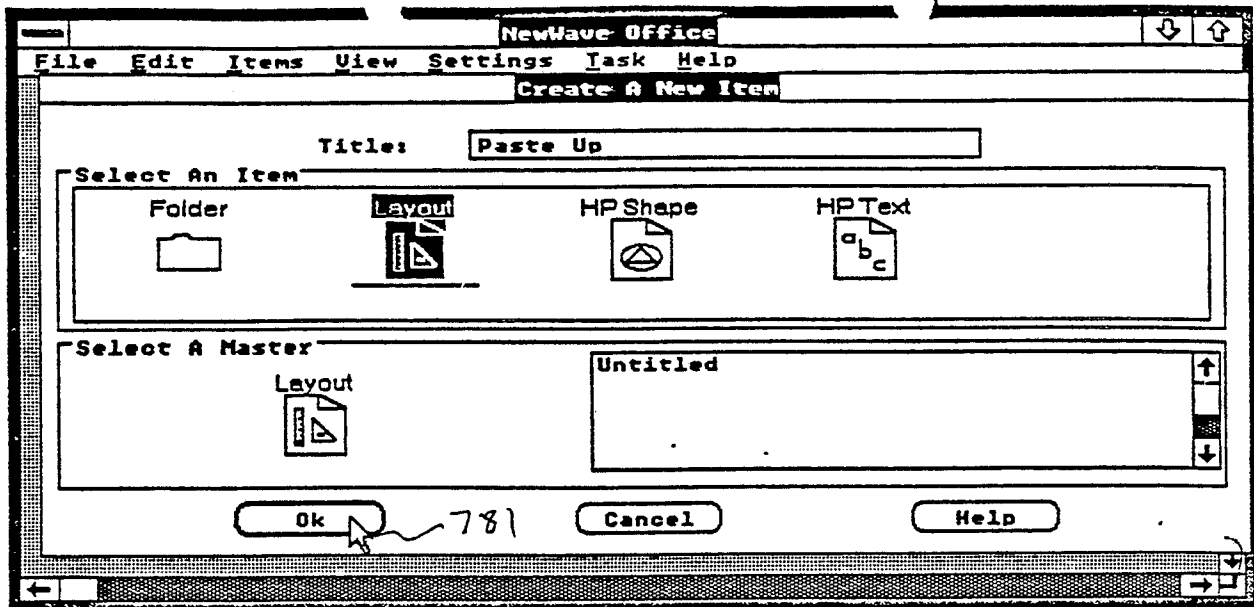 NewWave Office
File Edit Items View Settings Task Help
Create A New Item
Title: Paste Up
Select An Item
Folder Layout HP Shape HP Text
abc
Select A Master
Layout
Untitled
Ok 781 Cancel Help